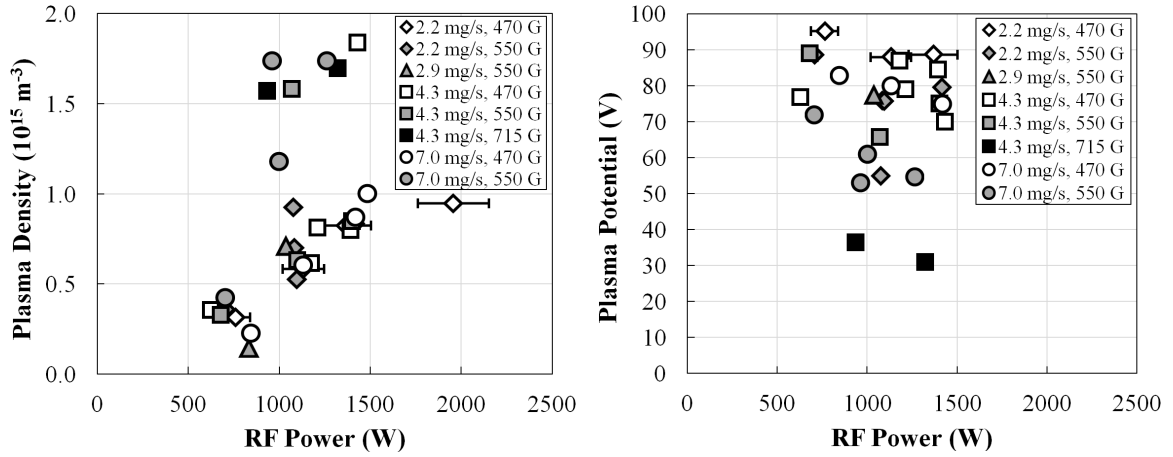 2.0
1.5
1.0
0.5
0.0
0
500
1000
1500
2000
2500
Plasma Density (10¹⁵ m⁻³)
RF Power (W)
2.2 mg/s, 470 G
2.2 mg/s, 550 G
2.9 mg/s, 550 G
4.3 mg/s, 470 G
4.3 mg/s, 550 G
4.3 mg/s, 715 G
7.0 mg/s, 470 G
7.0 mg/s, 550 G
100
90
80
70
60
50
40
30
20
10
0
0
500
1000
1500
2000
2500
Plasma Potential (V)
RF Power (W)
2.2 mg/s, 470 G
2.2 mg/s, 550 G
2.9 mg/s, 550 G
4.3 mg/s, 470 G
4.3 mg/s, 550 G
4.3 mg/s, 715 G
7.0 mg/s, 470 G
7.0 mg/s, 550 G